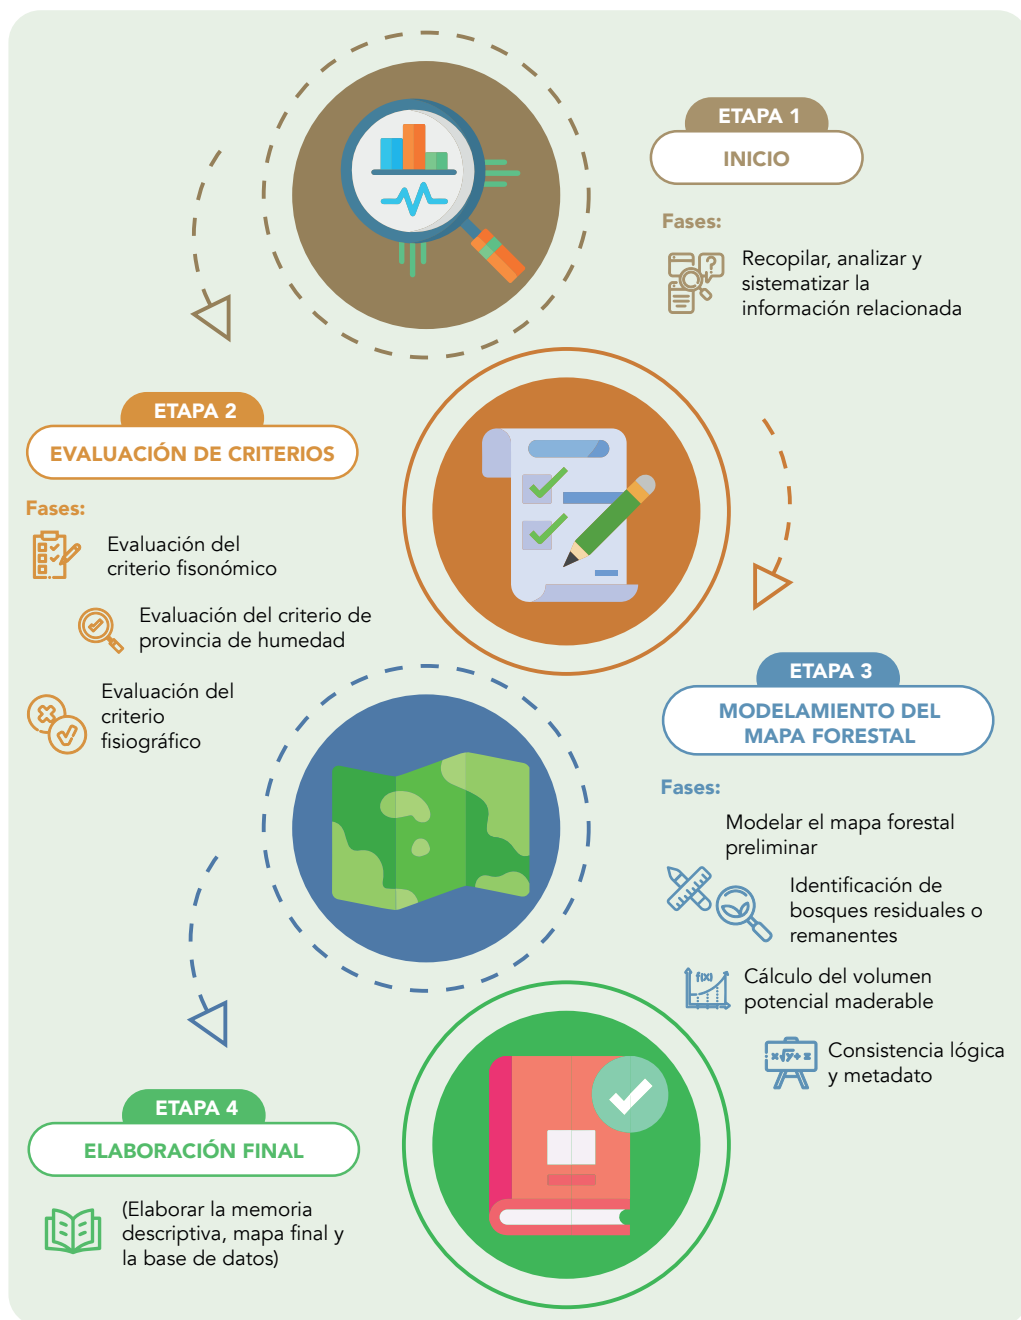 ETAPA 1
INICIO
Fases:
Recopilar, analizar y
sistematizar la
información relacionada
ETAPA 2
EVALUACIÓN DE CRITERIOS
Fases:
Evaluación del
criterio fisonómico
Evaluación del criterio de
provincia de humedad
Evaluación del
criterio
fisiográfico
ETAPA 3
MODELAMIENTO DEL
MAPA FORESTAL
Fases:
Modelar el mapa forestal
preliminar
Identificación de
bosques residuales o
remanentes
f(x)
Cálculo del volumen
potencial maderable
x√y+z
Consistencia lógica
y metadato
ETAPA 4
ELABORACIÓN FINAL
(Elaborar la memoria
descriptiva, mapa final y
la base de datos)